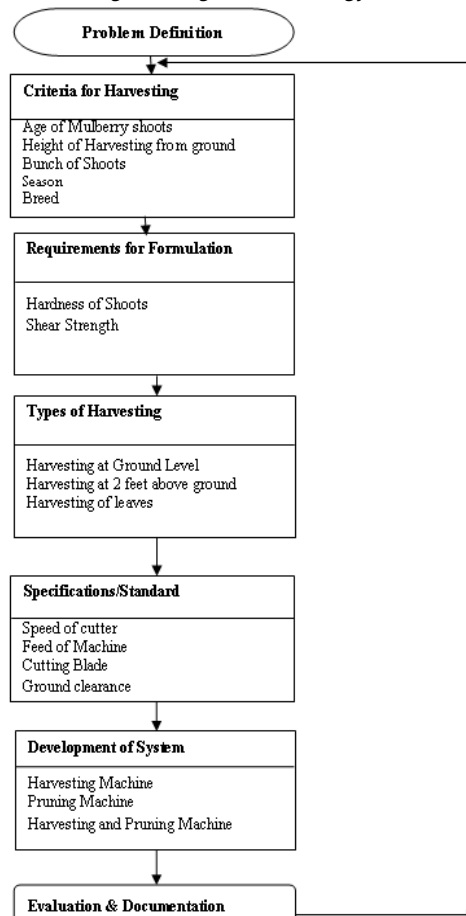 Problem Definition
Criteria for Harvesting
Age of Mulberry shoots
Height of Harvesting from ground
Bunch of Shoots
Season
Breed
Requirements for Formulation
Hardness of Shoots
Shear Strength
Types of Harvesting
Harvesting at Ground Level
Harvesting at 2 feet above ground
Harvesting of leaves
Specifications/Standard
Speed of cutter
Feed of Machine
Cutting Blade
Ground clearance
Development of System
Harvesting Machine
Pruning Machine
Harvesting and Pruning Machine
Evaluation & Documentation